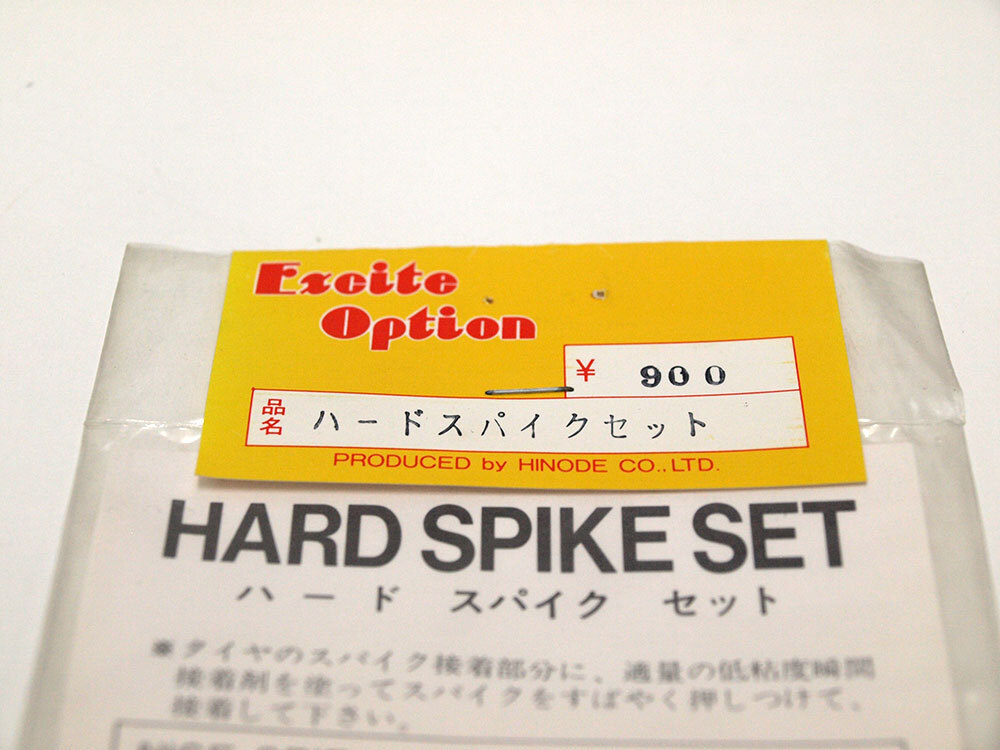 Excite
Option
¥ 900
品名 ハードスパイクセット
PRODUCED by HINODE CO.,LTD.
HARD SPIKE SET
ハード スパイク セット
※タイヤのスパイク接着部分に、適量の低粘度瞬間
接着剤を塗ってスパイクをすばやく押しつけて、
接着して下さい。